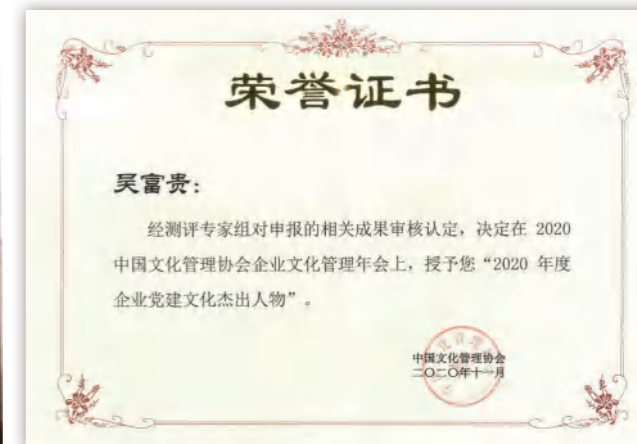 荣誉证书
吴富贵：
经测评专家组对申报的相关成果审核认定，决定在 2020
中国文化管理协会企业文化管理年会上，授予您“2020 年度
企业党建文化杰出人物”。
中国文化管理协会
二〇二〇年十一月